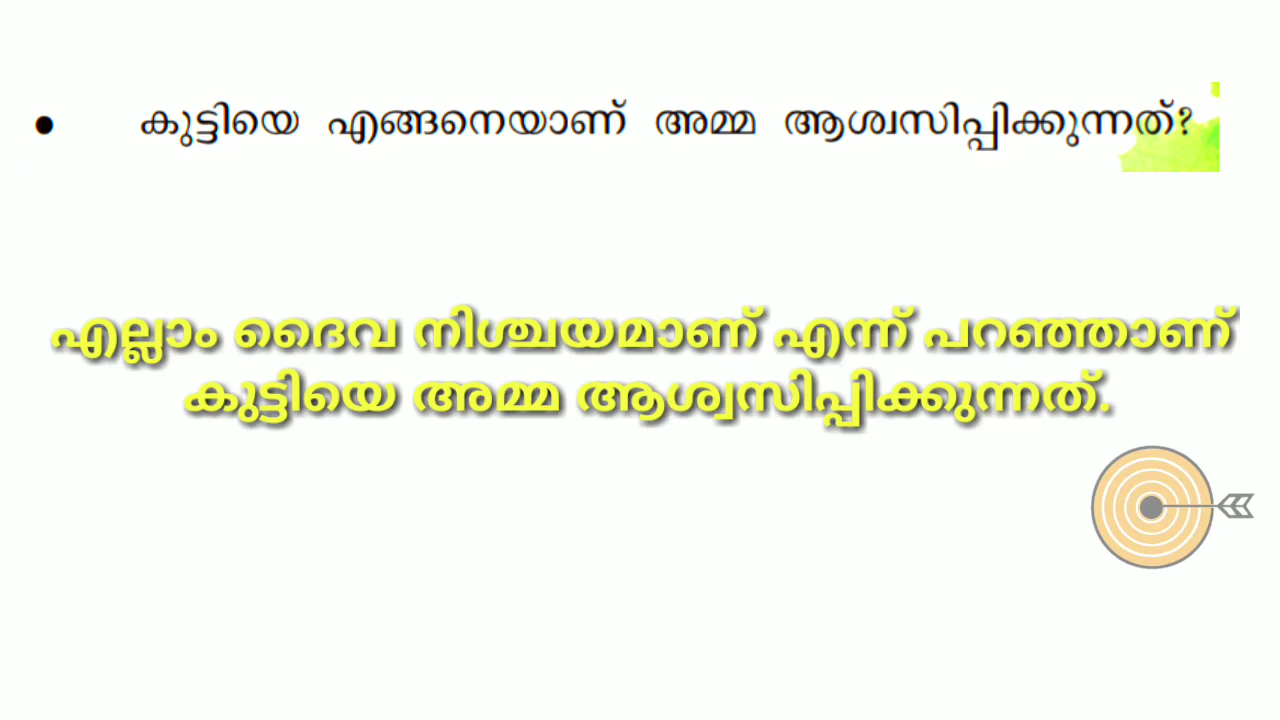 • കുട്ടിയെ എങ്ങനെയാണ് അമ്മ ആശ്വസിപ്പിക്കുന്നത്?
എല്ലാം ദൈവ നിശ്ചയമാണ് എന്ന് പറഞ്ഞാണ്
കുട്ടിയെ അമ്മ ആശ്വസിപ്പിക്കുന്നത്.